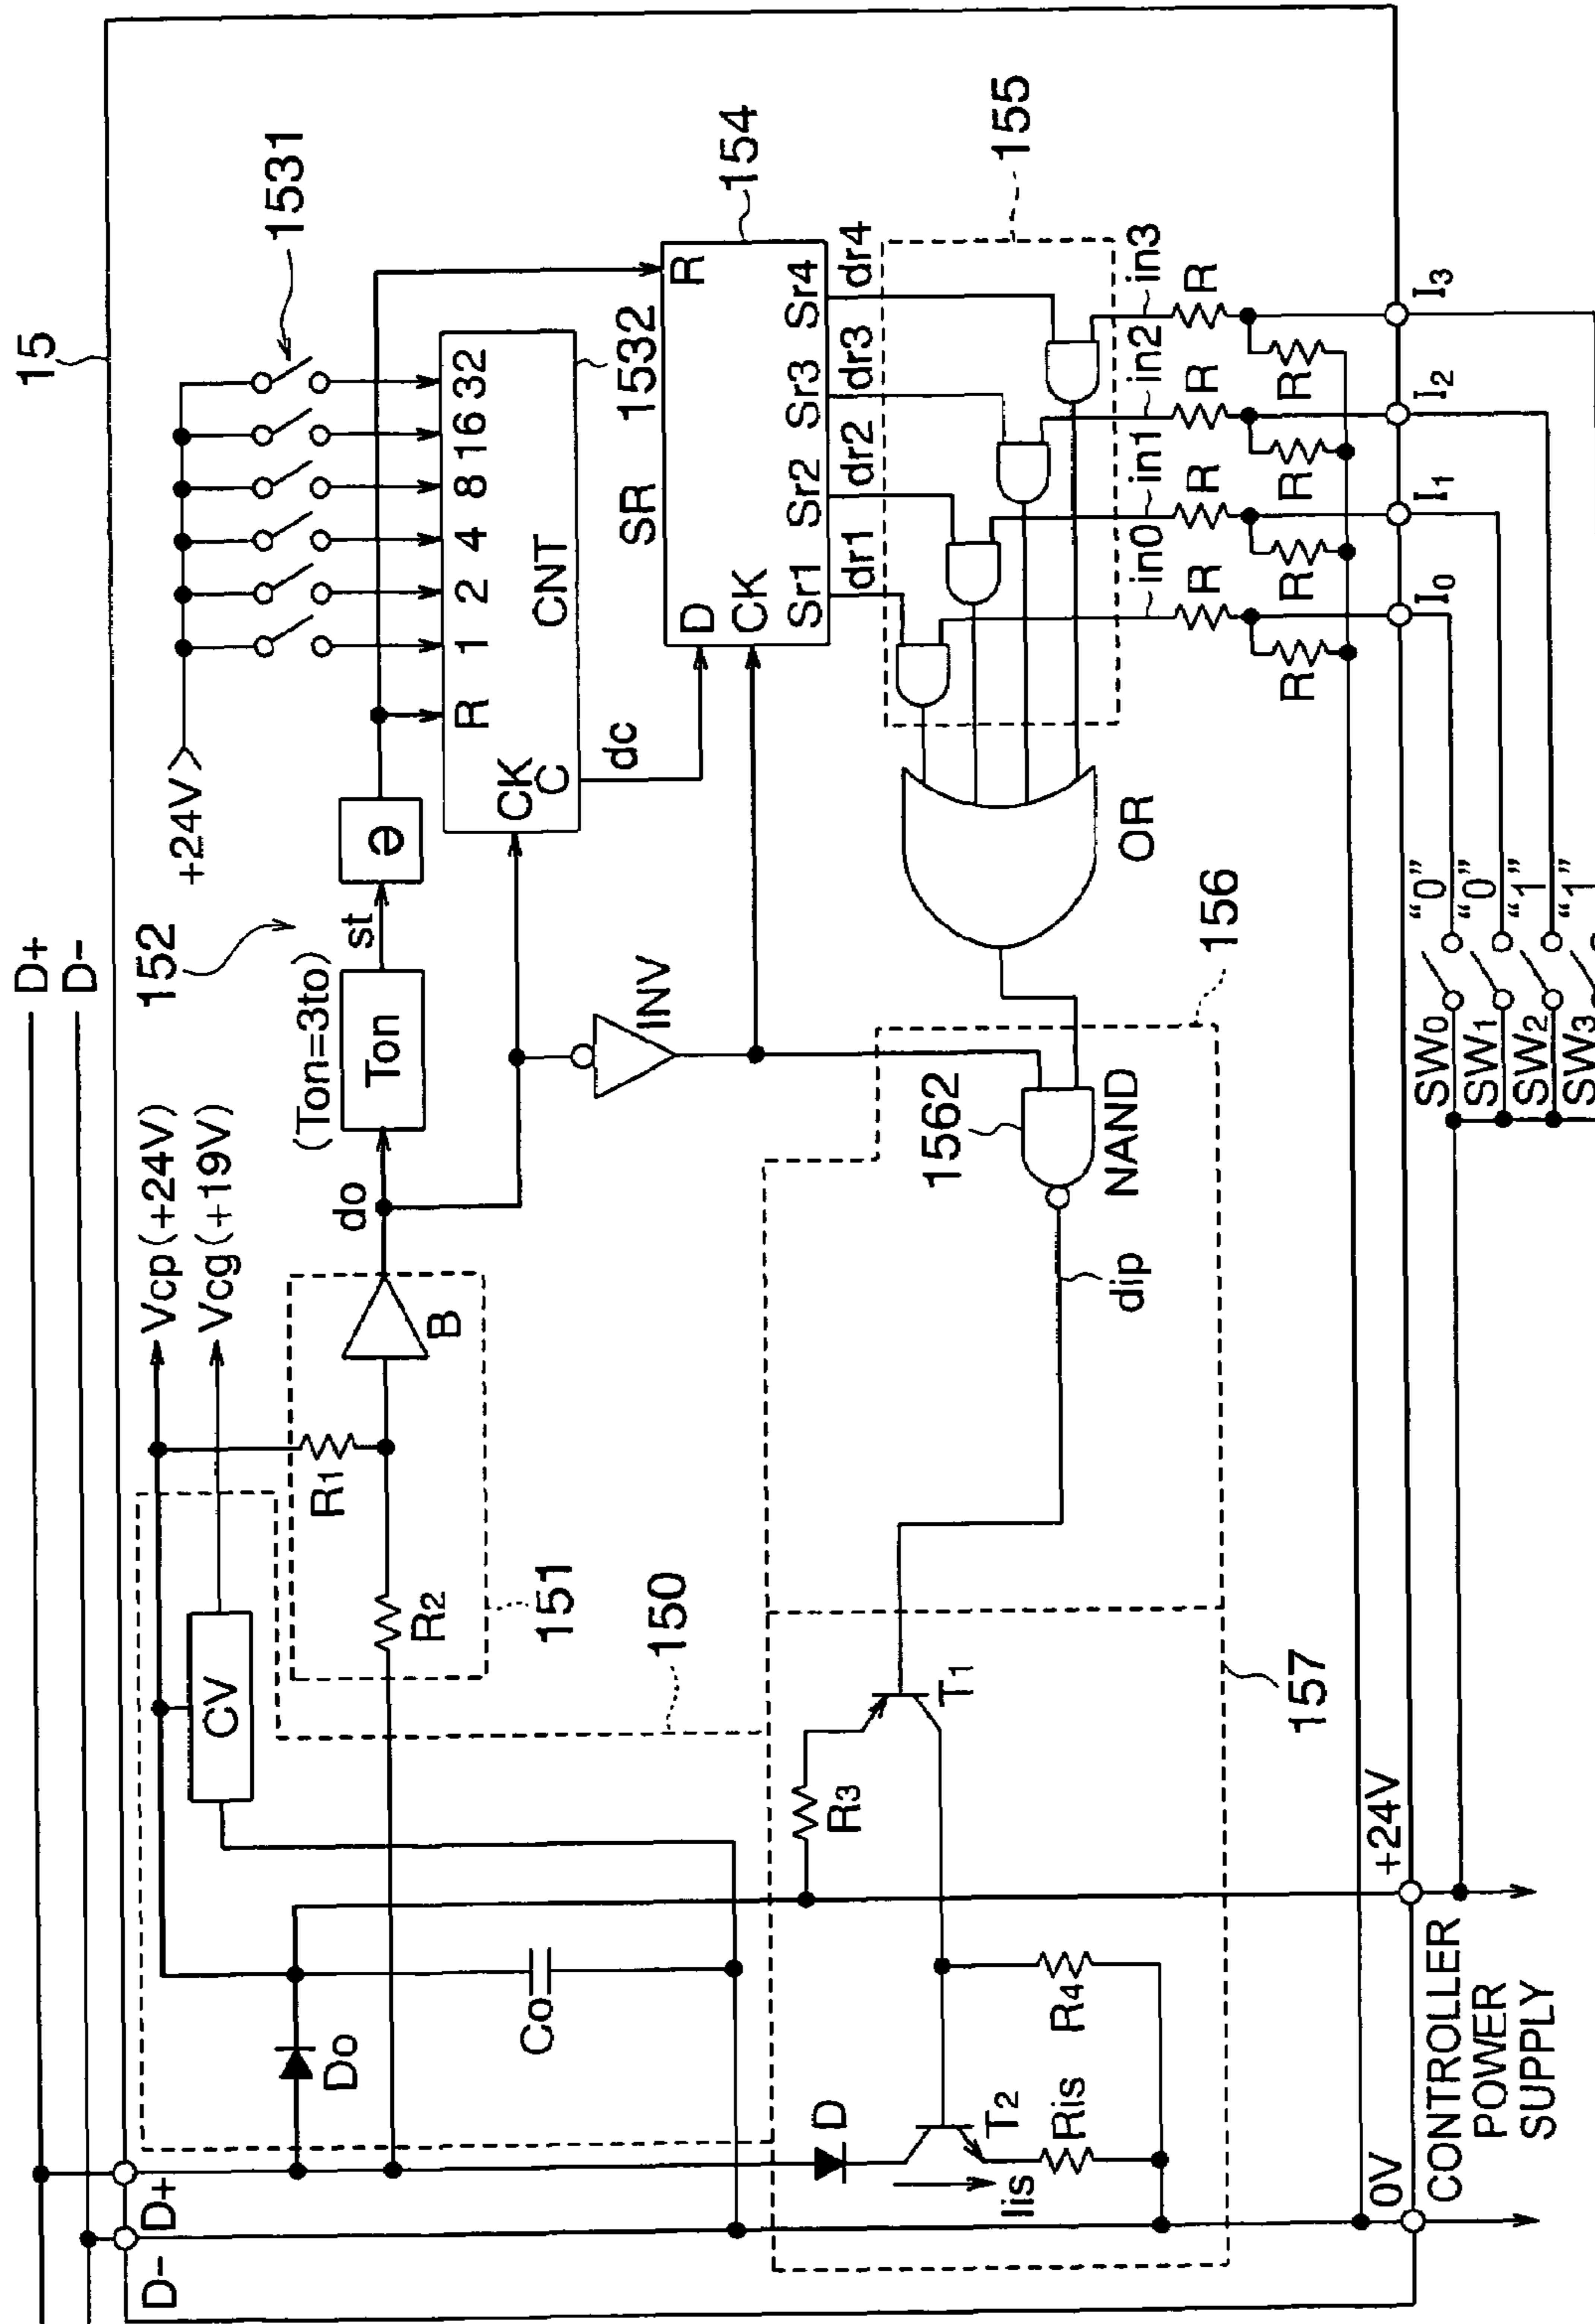 D+
D-
15
152
1531
+24V
Vcp(+24V)
Vcg(+19V)
(Ton=3to)
do
Ton
st
e
R 1 2 4 8 16 32
CK
C
CNT
1532
dc
CV
R1
R2
B
151
150
INV
SR
154
D
CK
R
Sr1 Sr2 Sr3 Sr4
dr1 dr2 dr3 dr4
155
in0 in1 in2 in3
R R R R
R R R R
OR
156
1562
NAND
dip
Do
Co
D+
D-
R3
T1
157
D
T2
Iis
Ris
R4
0V
+24V
I0 I1 I2 I3
CONTROLLER
POWER
SUPPLY
SW0 "0"
SW1 "0"
SW2 "1"
SW3 "1"